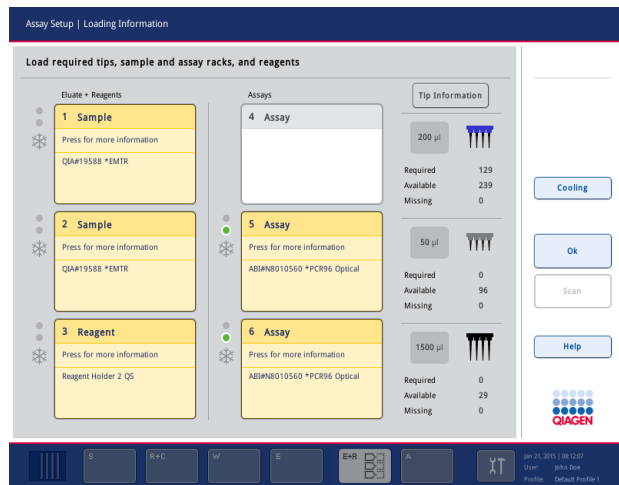 Assay Setup | Loading Information
Load required tips, sample and assay racks, and reagents
Eluate + Reagents
Assays
Tip Information
1 Sample
Press for more information
QIA#19588 *EMTR
4 Assay
200 µl
Required 129
Available 239
Missing 0
Cooling
2 Sample
Press for more information
QIA#19588 *EMTR
5 Assay
Press for more information
ABI#N8010560 *PCR96 Optical
50 µl
Required 0
Available 96
Missing 0
Ok
Scan
3 Reagent
Press for more information
Reagent Holder 2 QS
6 Assay
Press for more information
ABI#N8010560 *PCR96 Optical
1500 µl
Required 0
Available 29
Missing 0
Help
QIAGEN
S
R+C
W
E
E+R
A
Jan 21, 2015 | 08:12:07
User: John Doe
Profile: Default Profile 1